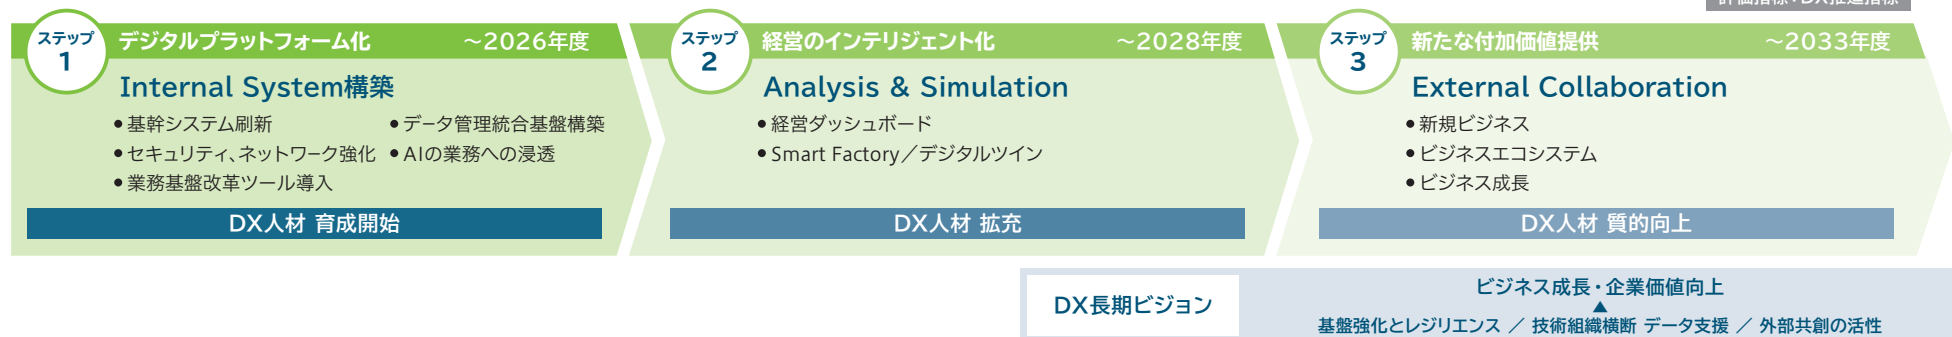 評価指標:DX推進指標
ステップ
1
デジタルプラットフォーム化 ～2026年度
Internal System構築
●基幹システム刷新
●セキュリティ、ネットワーク強化
●業務基盤改革ツール導入
●データ管理統合基盤構築
●AIの業務への浸透
DX人材 育成開始
ステップ
2
経営のインテリジェント化 ～2028年度
Analysis & Simulation
●経営ダッシュボード
●Smart Factory／デジタルツイン
DX人材 拡充
ステップ
3
新たな付加価値提供 ～2033年度
External Collaboration
●新規ビジネス
●ビジネスエコシステム
●ビジネス成長
DX人材 質的向上
DX長期ビジョン
ビジネス成長・企業価値向上
▲
基盤強化とレジリエンス ／ 技術組織横断 データ支援 ／ 外部共創の活性